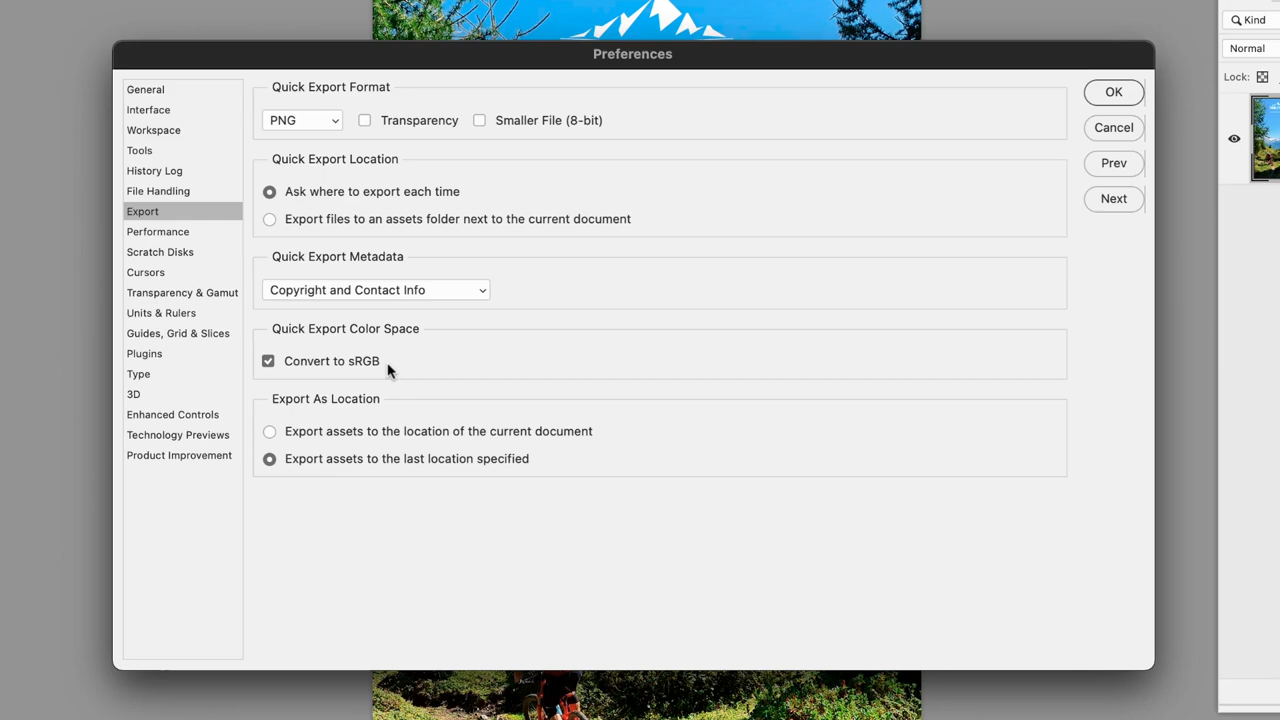 Preferences
General
Interface
Workspace
Tools
History Log
File Handling
Export
Performance
Scratch Disks
Cursors
Transparency & Gamut
Units & Rulers
Guides, Grid & Slices
Plugins
Type
3D
Enhanced Controls
Technology Previews
Product Improvement
Quick Export Format
PNG Transparency Smaller File (8-bit)
Quick Export Location
Ask where to export each time
Export files to an assets folder next to the current document
Quick Export Metadata
Copyright and Contact Info
Quick Export Color Space
Convert to sRGB
Export As Location
Export assets to the location of the current document
Export assets to the last location specified
OK
Cancel
Prev
Next
Kind
Normal
Lock: